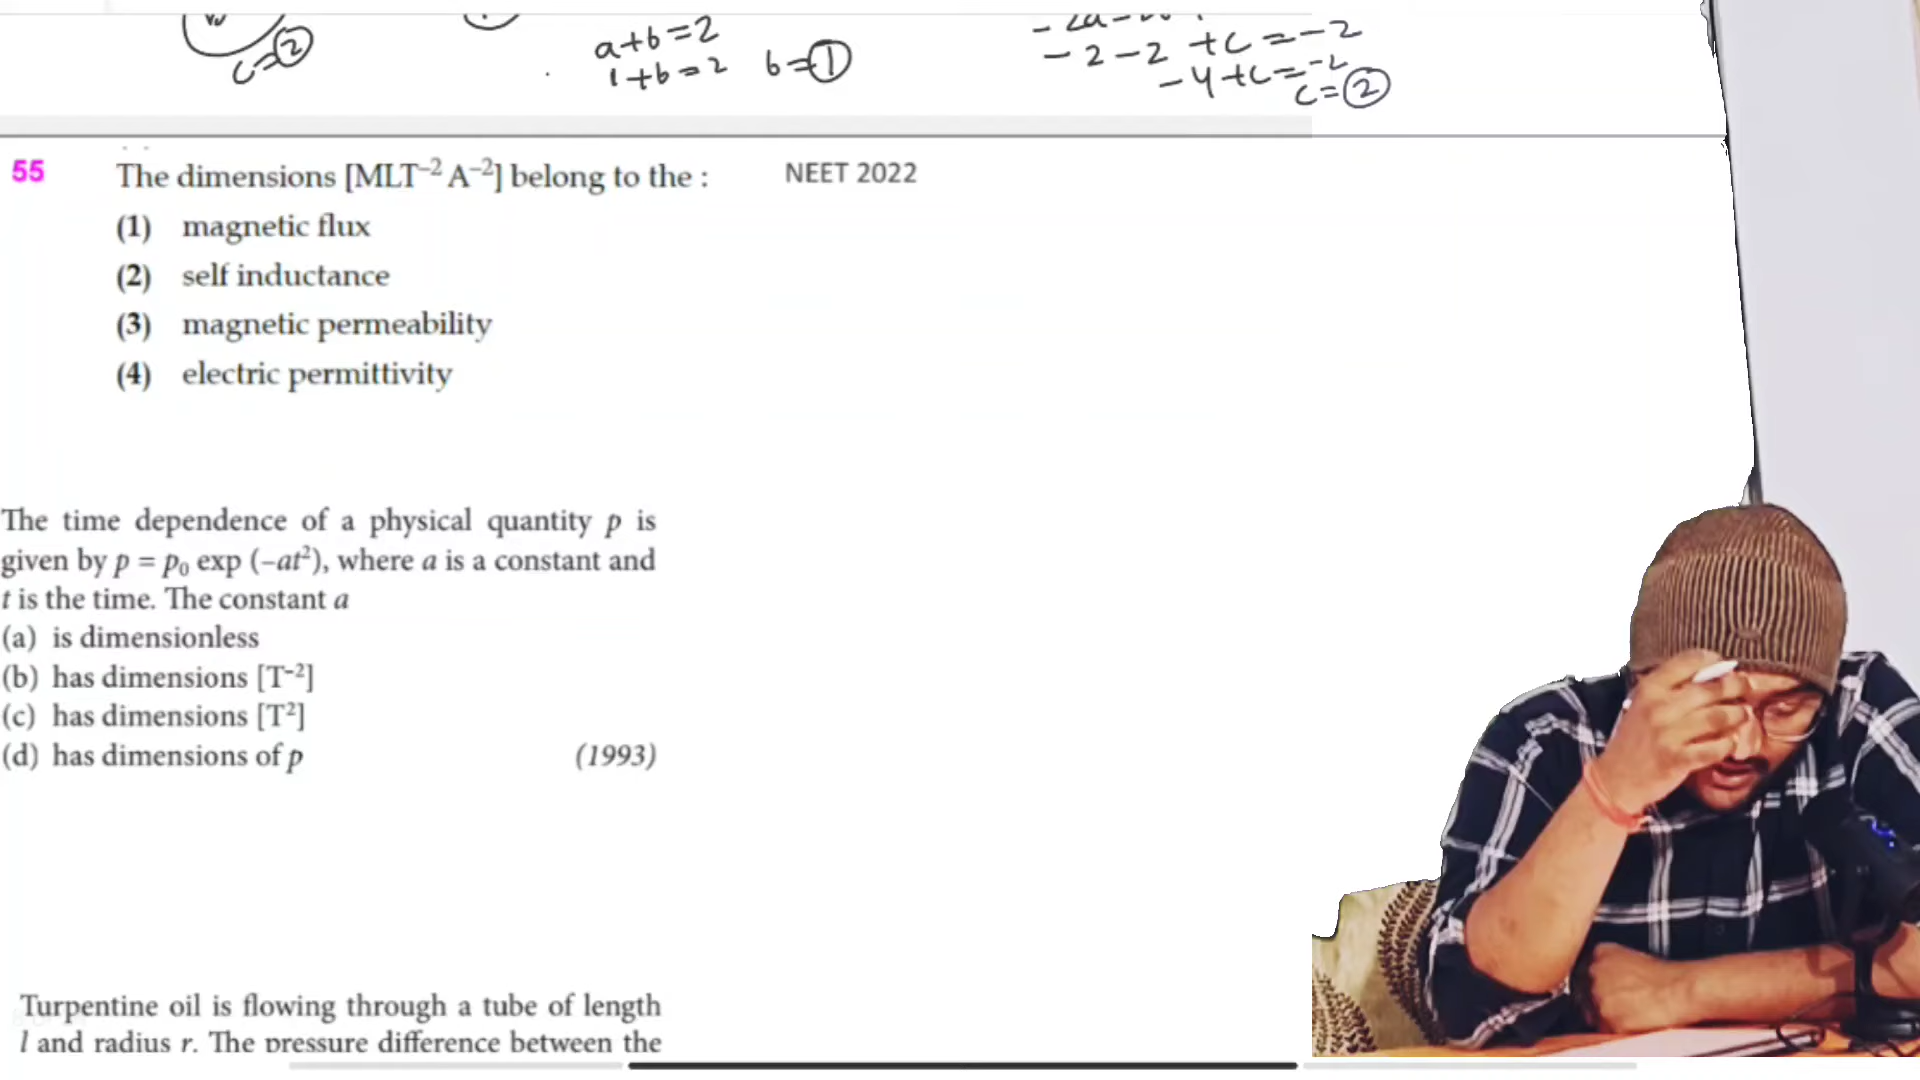 c=②
a+b=2
1+b=2 b=①
-2-2 +c=-2
-4+c=-2
c=②
55 The dimensions [MLT⁻² A⁻²] belong to the : NEET 2022
(1) magnetic flux
(2) self inductance
(3) magnetic permeability
(4) electric permittivity
The time dependence of a physical quantity p is
given by p = p₀ exp (–at²), where a is a constant and
t is the time. The constant a
(a) is dimensionless
(b) has dimensions [T⁻²]
(c) has dimensions [T²]
(d) has dimensions of p (1993)
Turpentine oil is flowing through a tube of length
l and radius r. The pressure difference between the